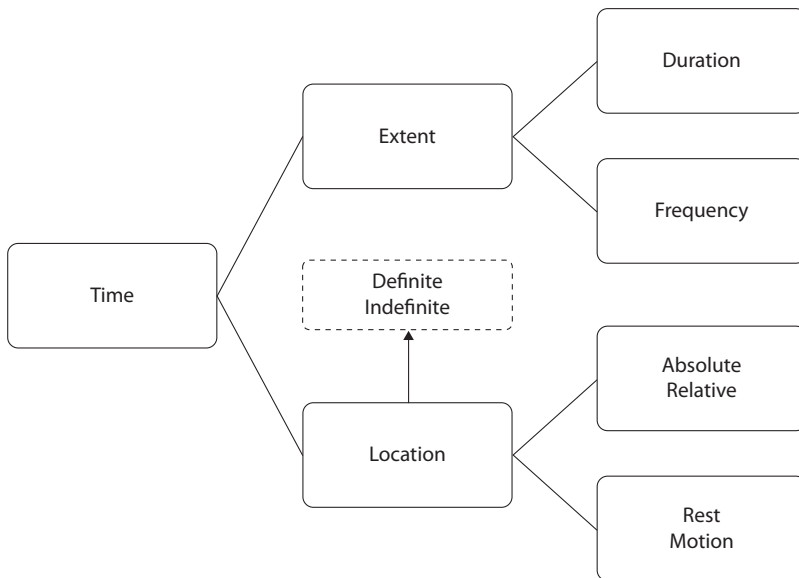 Duration
Extent
Frequency
Time
Definite
Indefinite
Absolute
Relative
Location
Rest
Motion